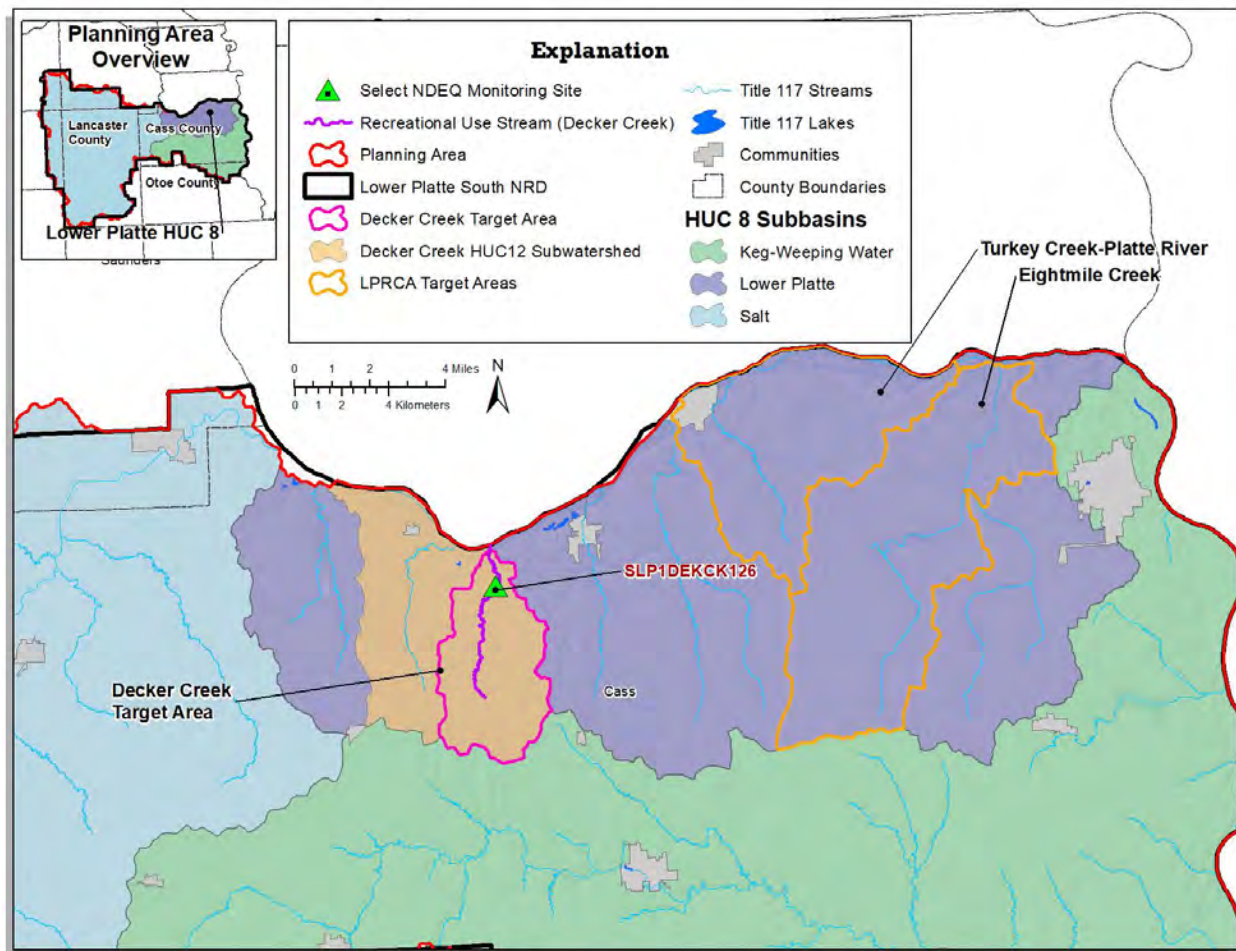 Planning Area
Overview
Lancaster
County
Cass County
Otoe County
Lower Platte HUC 8
Saunders
Explanation
Select NDEQ Monitoring Site
Recreational Use Stream (Decker Creek)
Planning Area
Lower Platte South NRD
Decker Creek Target Area
Decker Creek HUC12 Subwatershed
LPRCA Target Areas
Title 117 Streams
Title 117 Lakes
Communities
County Boundaries
HUC 8 Subbasins
Keg-Weeping Water
Lower Platte
Salt
Turkey Creek-Platte River
Eightmile Creek
2 1 0 2 4 Miles
0 1 2 4 Kilometers
N
SLP1DEKCK126
Decker Creek
Target Area
Cass